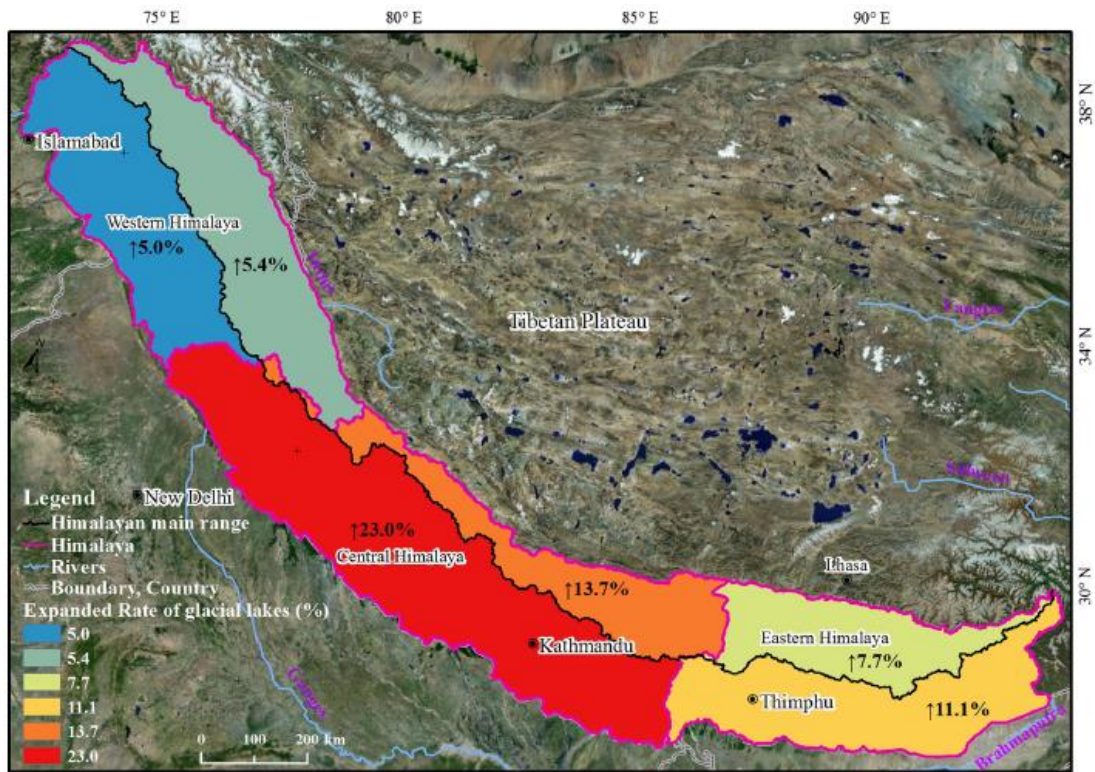 75° E
80° E
85° E
90° E
38° N
34° N
30° N
Islamabad
Western Himalaya
↑5.0%
↑5.4%
Indus
Tibetan Plateau
Yangtze
Salween
New Delhi
↑23.0%
Central Himalaya
Kathmandu
↑13.7%
Lhasa
Eastern Himalaya
↑7.7%
Thimphu
↑11.1%
Brahmaputra
Ganges
N
Legend
Himalayan main range
Himalaya
Rivers
Boundary, Country
Expanded Rate of glacial lakes (%)
5.0
5.4
7.7
11.1
13.7
23.0
0 100 200 km